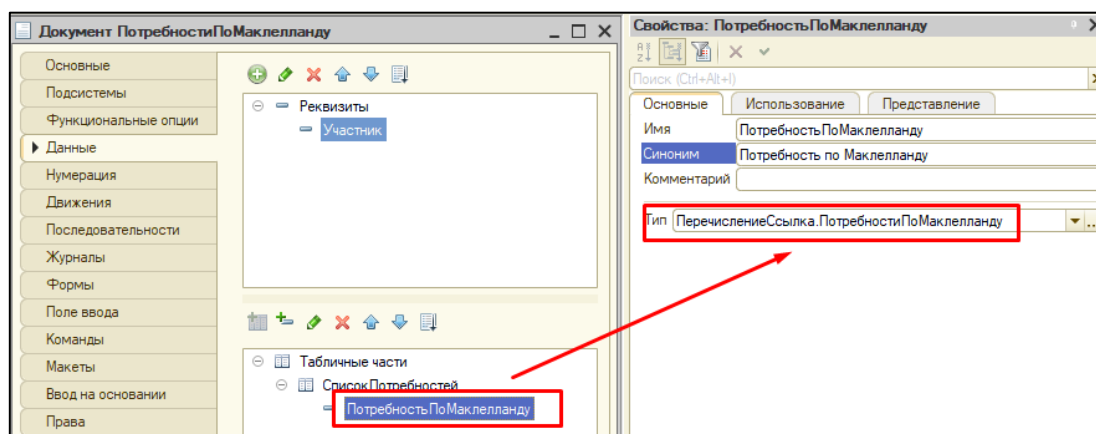 Документ ПотребностиПоМаклелланду
Основные
Подсистемы
Функциональные опции
Данные
Нумерация
Движения
Последовательности
Журналы
Формы
Поле ввода
Команды
Макеты
Ввод на основании
Права
Реквизиты
Участник
Табличные части
СписокПотребностей
ПотребностьПоМаклелланду
Свойства: ПотребностьПоМаклелланду
Поиск (Ctrl+Alt+I)
Основные Использование Представление
Имя ПотребностьПоМаклелланду
Синоним Потребность по Маклелланду
Комментарий
Тип ПеречислениеСсылка.ПотребностиПоМаклелланду